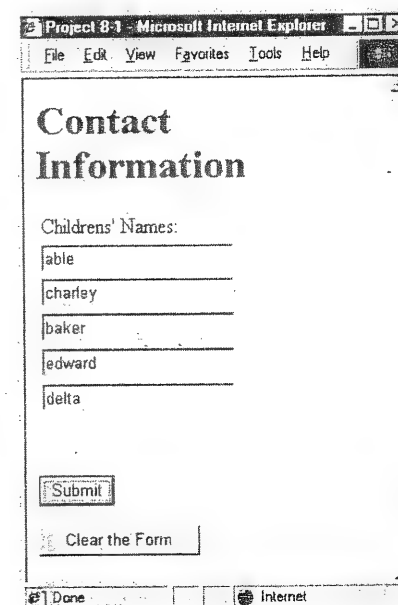 Project 8-1 - Microsoft Internet Explorer
File Edit View Favorites Tools Help
Contact
Information
Childrens' Names:
able
charley
baker
edward
delta
Submit
Clear the Form
Done Internet